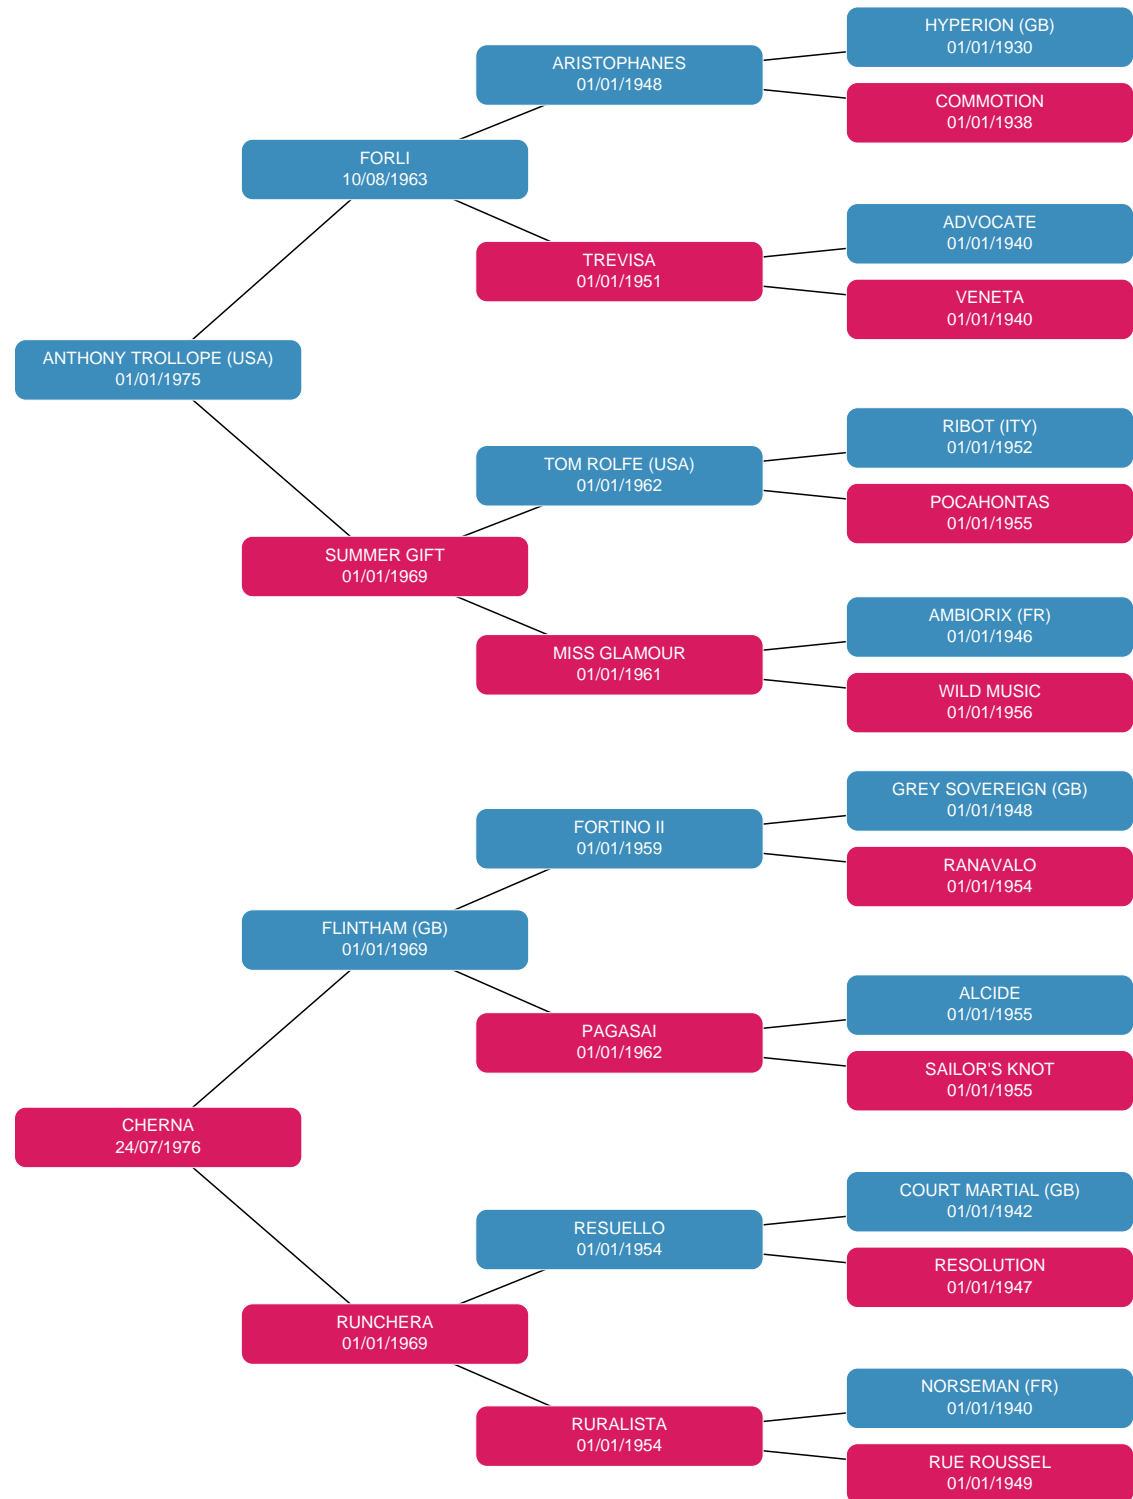 HYPERION (GB)
01/01/1930
ARISTOPHANES
01/01/1948
COMMOTION
01/01/1938
FORLI
10/08/1963
ADVOCATE
01/01/1940
TREVISA
01/01/1951
VENETA
01/01/1940
ANTHONY TROLLOPE (USA)
01/01/1975
RIBOT (ITY)
01/01/1952
TOM ROLFE (USA)
01/01/1962
POCAHONTAS
01/01/1955
SUMMER GIFT
01/01/1969
AMBIORIX (FR)
01/01/1946
MISS GLAMOUR
01/01/1961
WILD MUSIC
01/01/1956
GREY SOVEREIGN (GB)
01/01/1948
FORTINO II
01/01/1959
RANAVALO
01/01/1954
FLINTHAM (GB)
01/01/1969
ALCIDE
01/01/1955
PAGASAI
01/01/1962
SAILOR'S KNOT
01/01/1955
CHERNA
24/07/1976
COURT MARTIAL (GB)
01/01/1942
RESUELLO
01/01/1954
RESOLUTION
01/01/1947
RUNCHERA
01/01/1969
NORSEMAN (FR)
01/01/1940
RURALISTA
01/01/1954
RUE ROUSSEL
01/01/1949